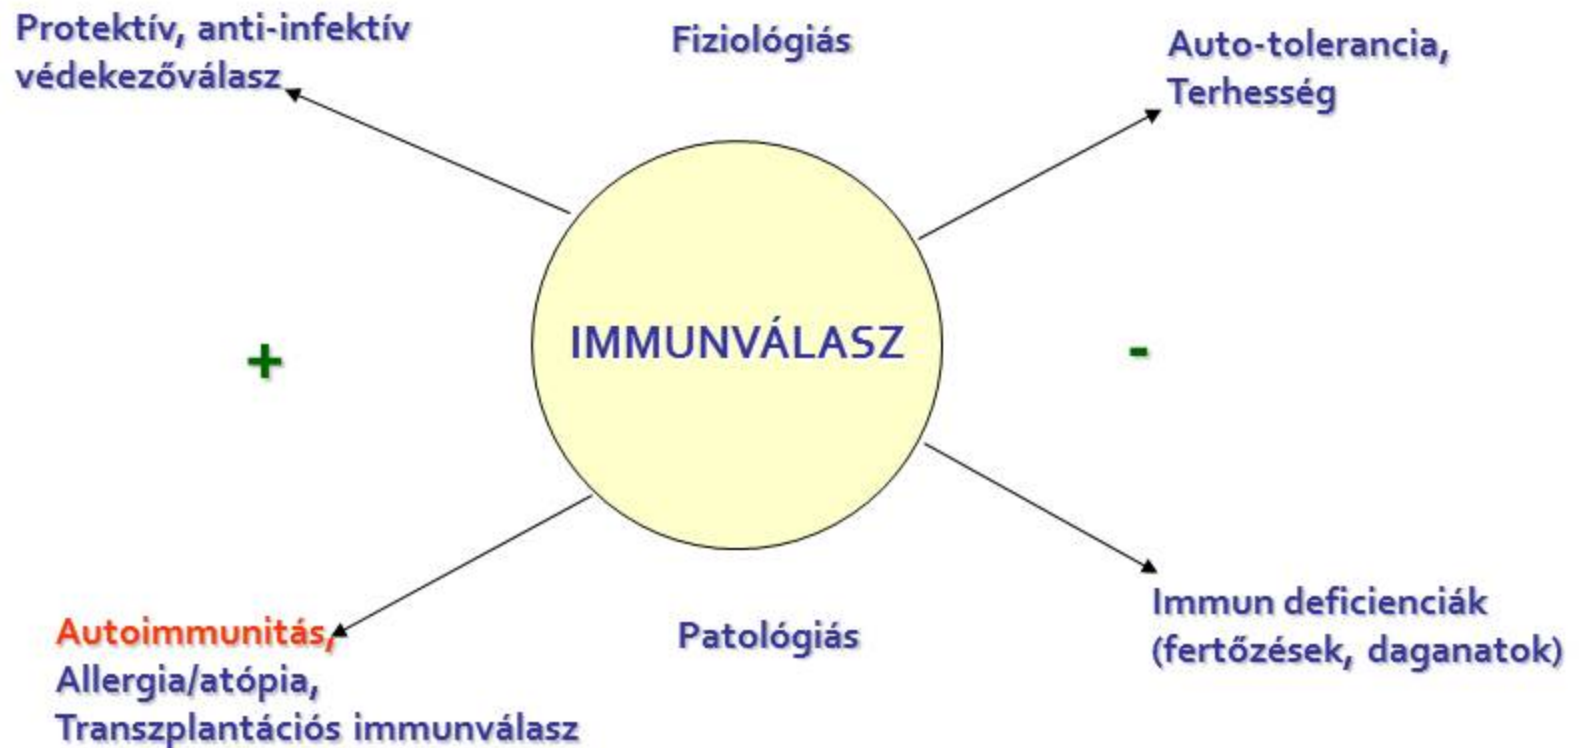 Protektív, anti-infektív
védekezőválasz
Fiziológiás
Auto-tolerancia,
Terhesség
+
IMMUNVÁLASZ
-
Autoimmunitás,
Allergia/atópia,
Transzplantációs immunválasz
Patológiás
Immun deficienciák
(fertőzések, daganatok)